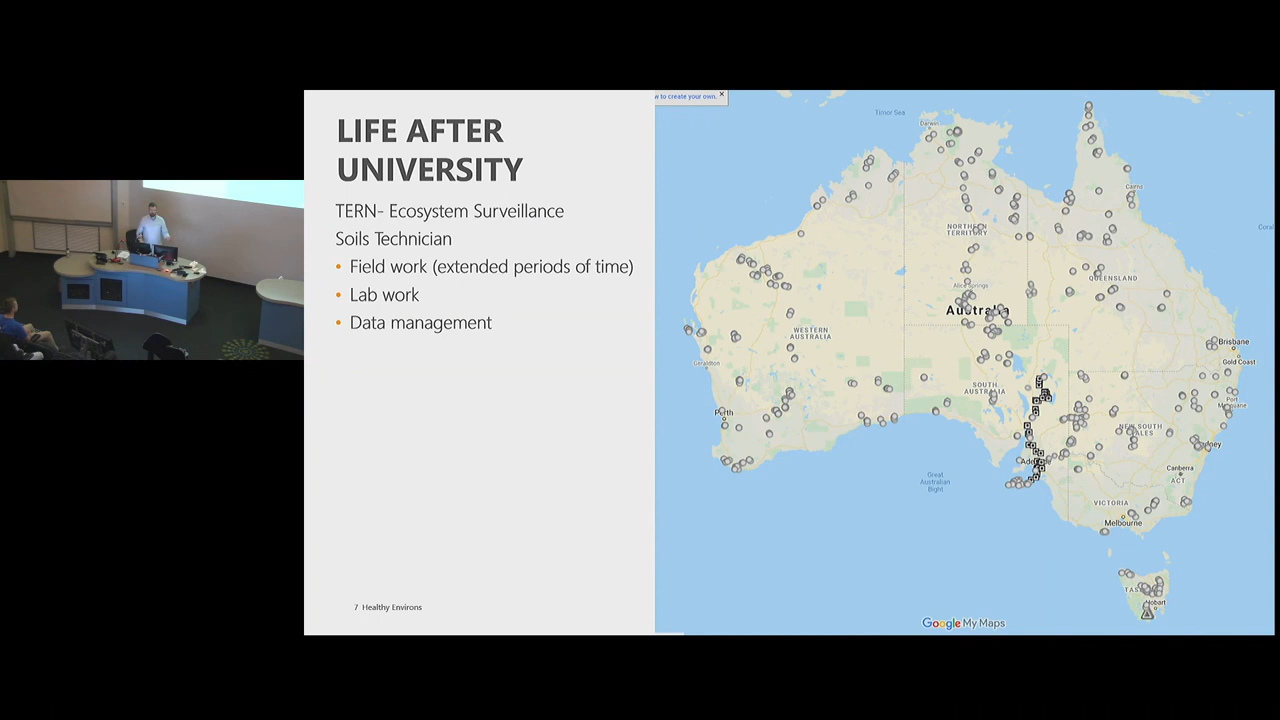 LIFE AFTER
UNIVERSITY
TERN- Ecosystem Surveillance
Soils Technician
• Field work (extended periods of time)
• Lab work
• Data management
7 Healthy Environs
to create your own.
Timor Sea
Darwin
Cairns
NORTHERN
TERRITORY
QUEENSLAND
Alice Springs
Australia
WESTERN
AUSTRALIA
Geraldton
Brisbane
Gold Coast
SOUTH
AUSTRALIA
Perth
Port
Macquarie
NEW SOUTH
WALES
Sydney
Great
Australian
Bight
Canberra
ACT
VICTORIA
Melbourne
Hobart
Google My Maps